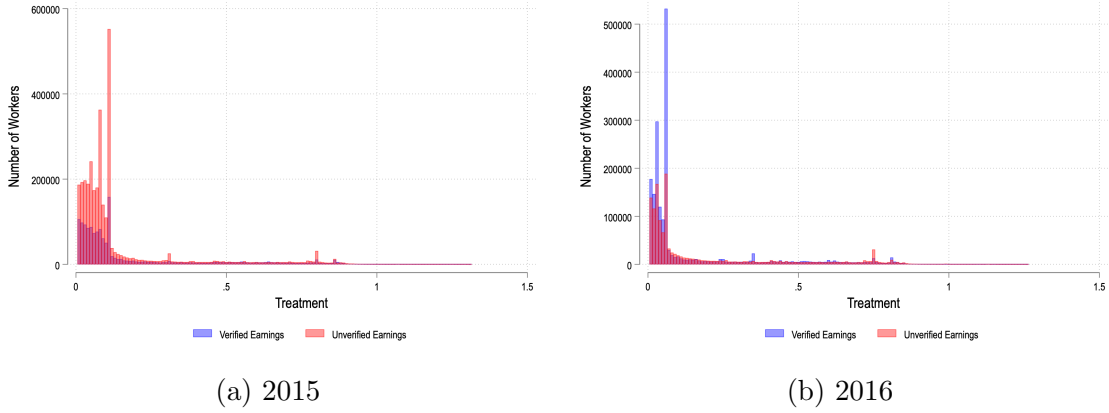 600000
400000
200000
0
Number of Workers
0
.5
1
1.5
Treatment
Verified Earnings
Unverified Earnings
(a) 2015
500000
400000
300000
200000
100000
0
Number of Workers
0
.5
1
1.5
Treatment
Verified Earnings
Unverified Earnings
(b) 2016